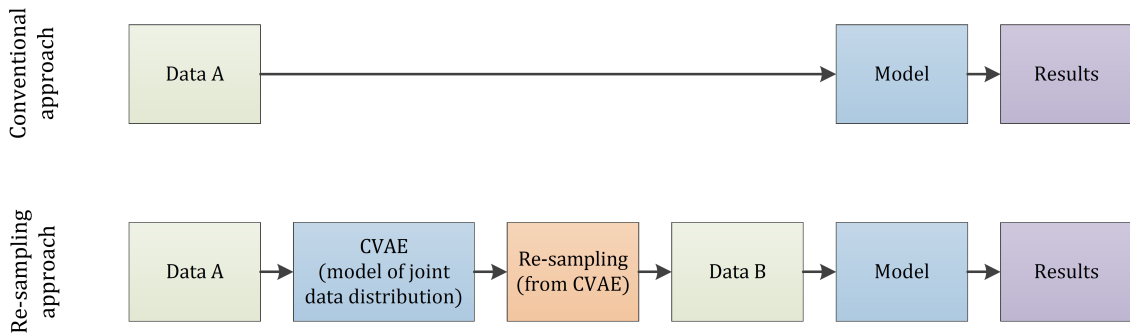 Conventional
approach
Data A
Model
Results
Re-sampling
approach
Data A
CVAE
(model of joint
data distribution)
Re-sampling
(from CVAE)
Data B
Model
Results